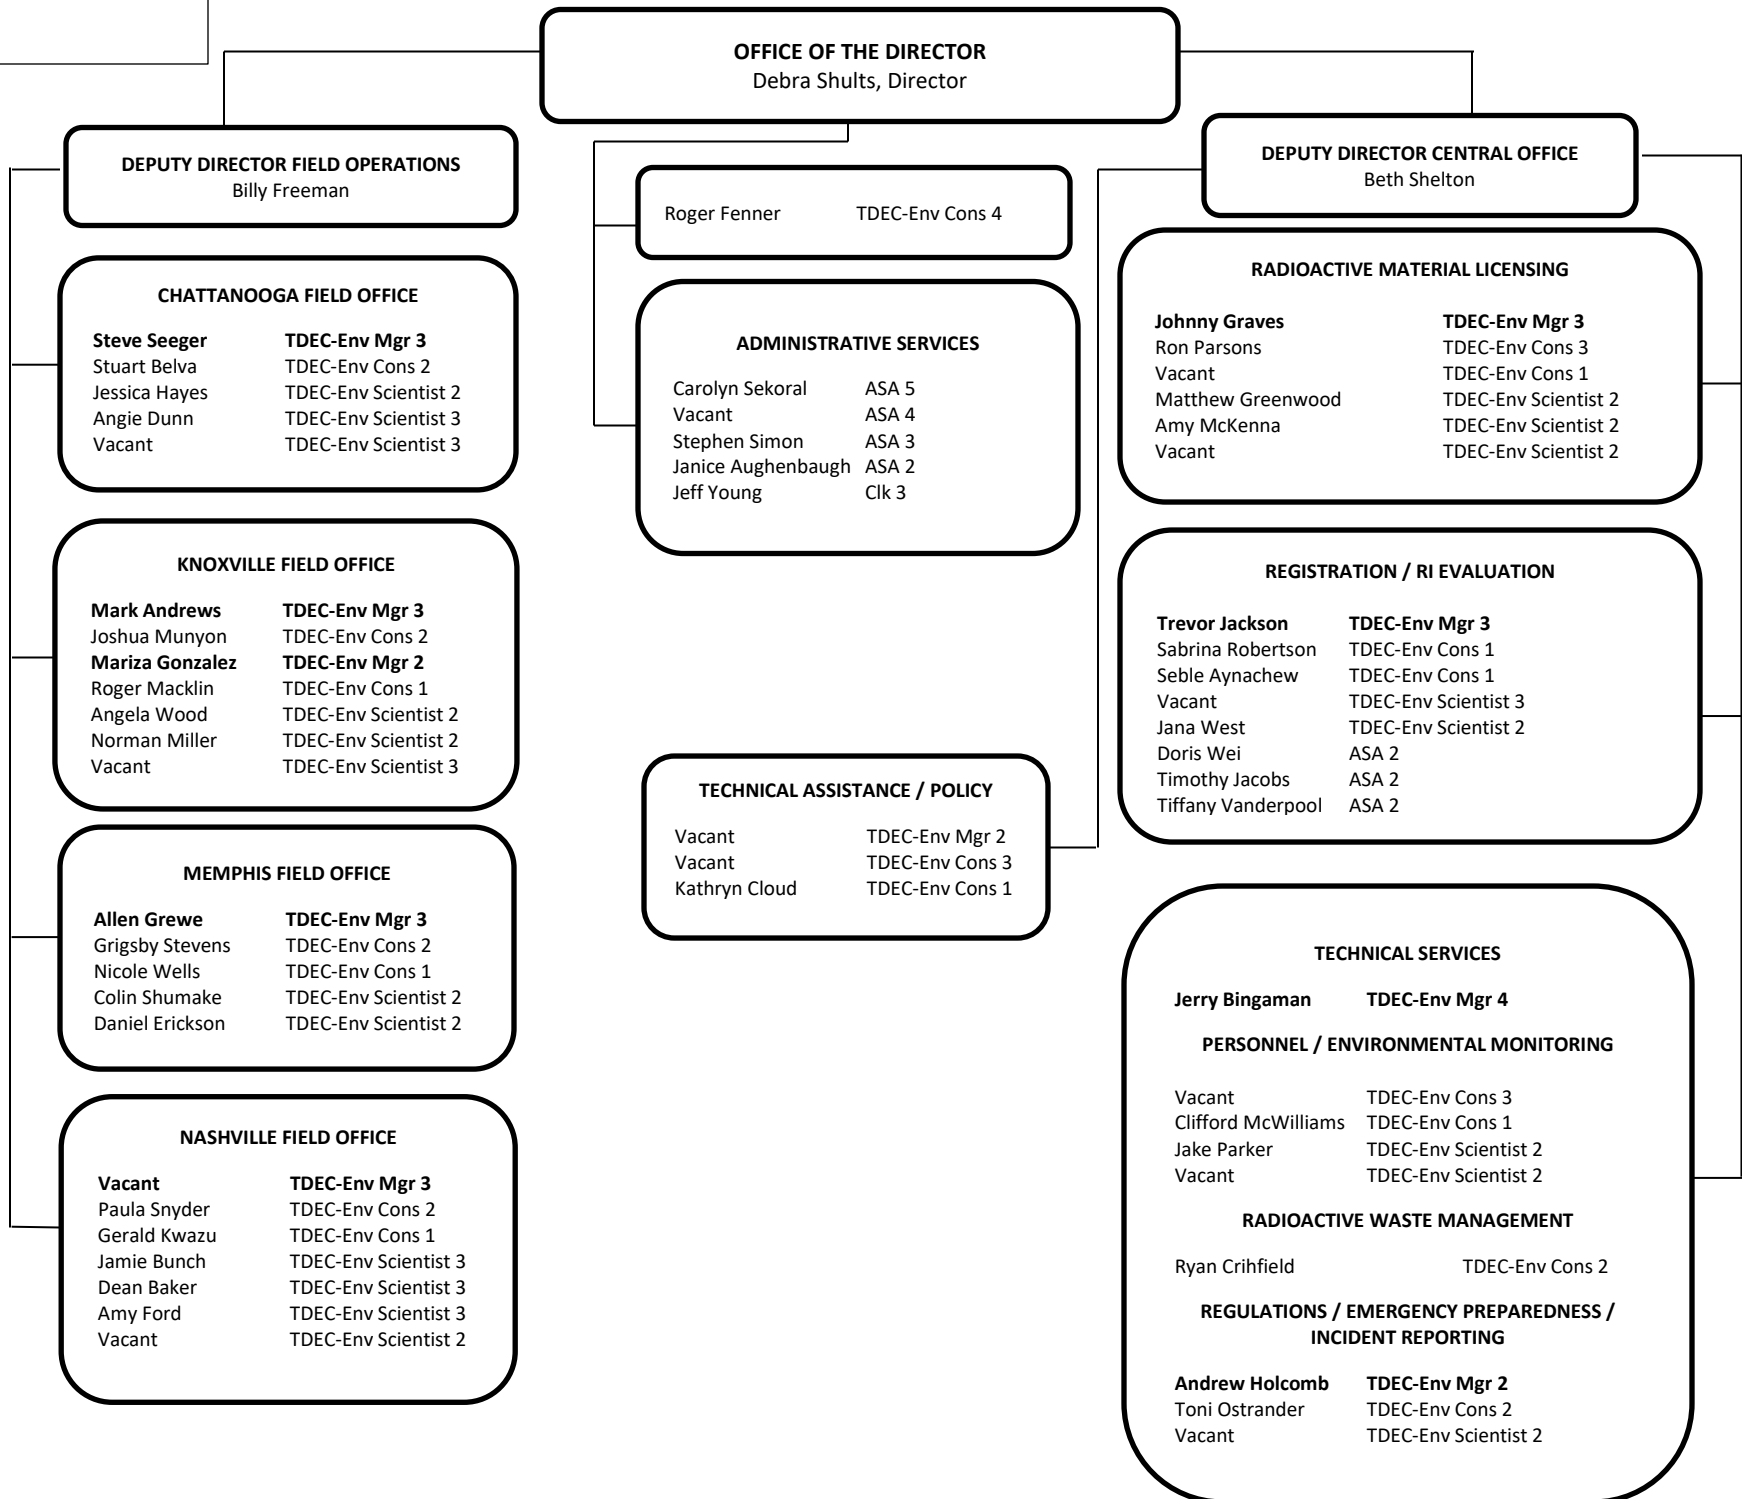 OFFICE OF THE DIRECTOR
Debra Shults, Director
DEPUTY DIRECTOR FIELD OPERATIONS
Billy Freeman
CHATTANOOGA FIELD OFFICE
Steve Seeger TDEC-Env Mgr 3
Stuart Belva TDEC-Env Cons 2
Jessica Hayes TDEC-Env Scientist 2
Angie Dunn TDEC-Env Scientist 3
Vacant TDEC-Env Scientist 3
KNOXVILLE FIELD OFFICE
Mark Andrews TDEC-Env Mgr 3
Joshua Munyon TDEC-Env Cons 2
Mariza Gonzalez TDEC-Env Mgr 2
Roger Macklin TDEC-Env Cons 1
Angela Wood TDEC-Env Scientist 2
Norman Miller TDEC-Env Scientist 2
Vacant TDEC-Env Scientist 3
MEMPHIS FIELD OFFICE
Allen Grewe TDEC-Env Mgr 3
Grigsby Stevens TDEC-Env Cons 2
Nicole Wells TDEC-Env Cons 1
Colin Shumake TDEC-Env Scientist 2
Daniel Erickson TDEC-Env Scientist 2
NASHVILLE FIELD OFFICE
Vacant TDEC-Env Mgr 3
Paula Snyder TDEC-Env Cons 2
Gerald Kwazu TDEC-Env Cons 1
Jamie Bunch TDEC-Env Scientist 3
Dean Baker TDEC-Env Scientist 3
Amy Ford TDEC-Env Scientist 3
Vacant TDEC-Env Scientist 2
Roger Fenner TDEC-Env Cons 4
ADMINISTRATIVE SERVICES
Carolyn Sekoral ASA 5
Vacant ASA 4
Stephen Simon ASA 3
Janice Aughenbaugh ASA 2
Jeff Young Clk 3
TECHNICAL ASSISTANCE / POLICY
Vacant TDEC-Env Mgr 2
Vacant TDEC-Env Cons 3
Kathryn Cloud TDEC-Env Cons 1
DEPUTY DIRECTOR CENTRAL OFFICE
Beth Shelton
RADIOACTIVE MATERIAL LICENSING
Johnny Graves TDEC-Env Mgr 3
Ron Parsons TDEC-Env Cons 3
Vacant TDEC-Env Cons 1
Matthew Greenwood TDEC-Env Scientist 2
Amy McKenna TDEC-Env Scientist 2
Vacant TDEC-Env Scientist 2
REGISTRATION / RI EVALUATION
Trevor Jackson TDEC-Env Mgr 3
Sabrina Robertson TDEC-Env Cons 1
Seble Aynachew TDEC-Env Cons 1
Vacant TDEC-Env Scientist 3
Jana West TDEC-Env Scientist 2
Doris Wei ASA 2
Timothy Jacobs ASA 2
Tiffany Vanderpool ASA 2
TECHNICAL SERVICES
Jerry Bingaman TDEC-Env Mgr 4
PERSONNEL / ENVIRONMENTAL MONITORING
Vacant TDEC-Env Cons 3
Clifford McWilliams TDEC-Env Cons 1
Jake Parker TDEC-Env Scientist 2
Vacant TDEC-Env Scientist 2
RADIOACTIVE WASTE MANAGEMENT
Ryan Crihfield TDEC-Env Cons 2
REGULATIONS / EMERGENCY PREPAREDNESS /
INCIDENT REPORTING
Andrew Holcomb TDEC-Env Mgr 2
Toni Ostrander TDEC-Env Cons 2
Vacant TDEC-Env Scientist 2